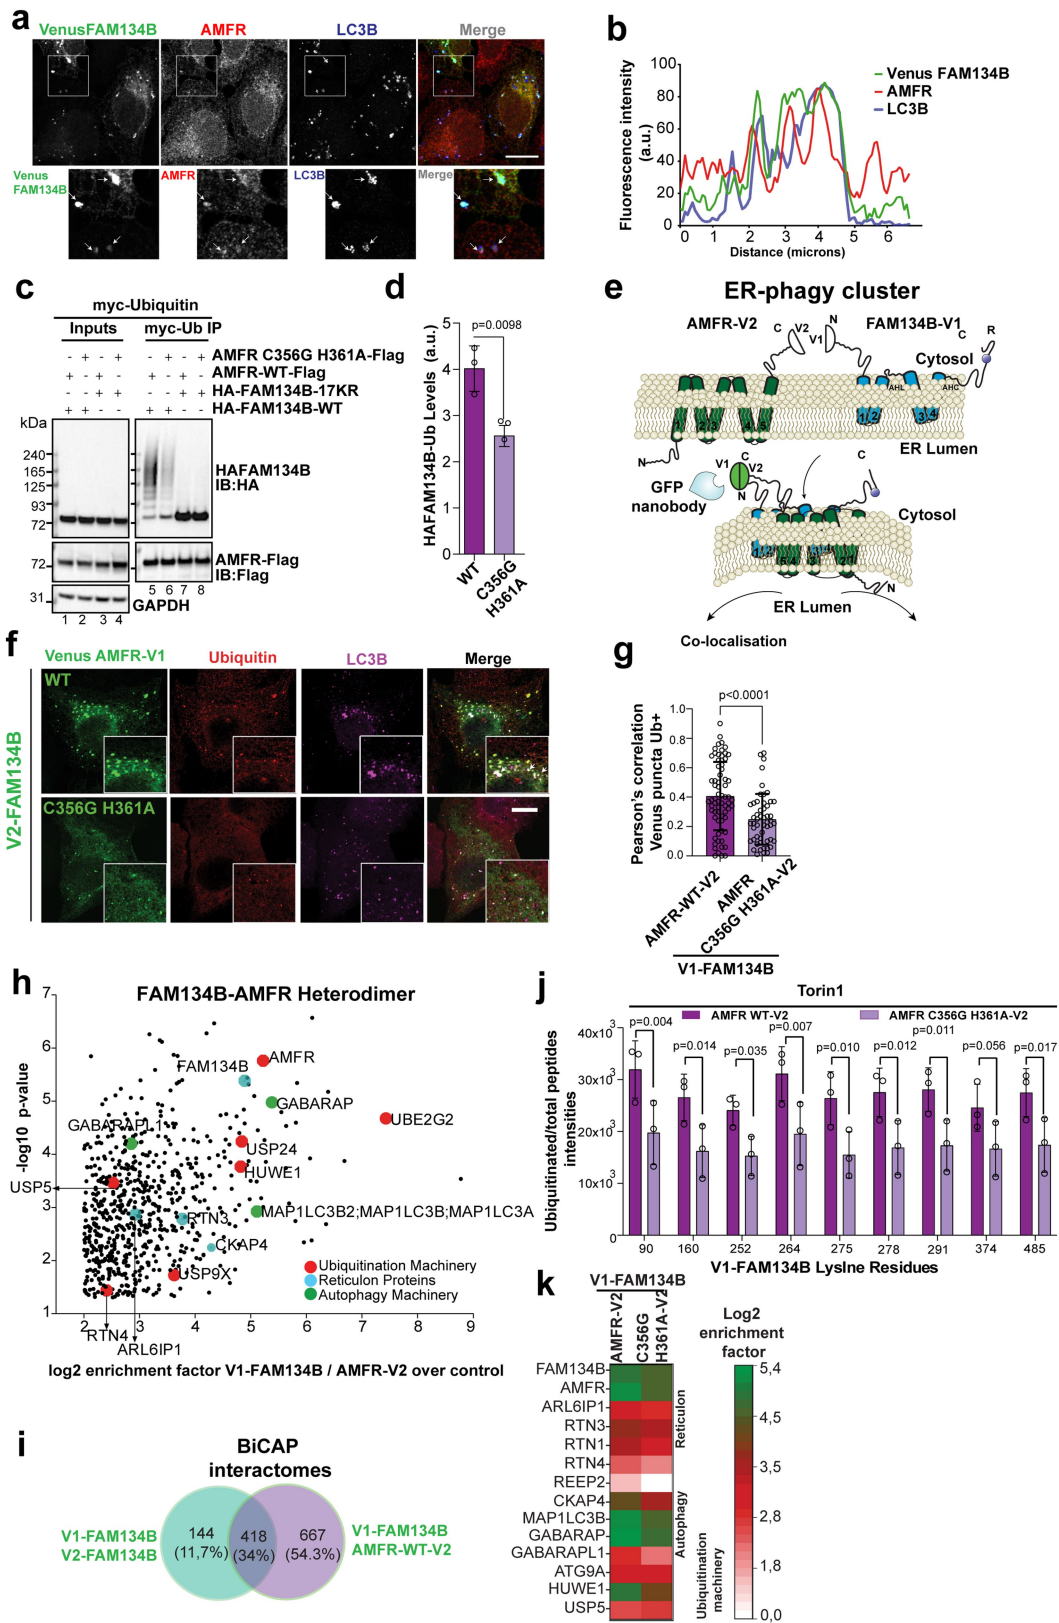 a
VenusFAM134B
AMFR
LC3B
Merge
Venus
FAM134B
AMFR
LC3B
Merge
b
Fluorescence intensity
(a.u.)
100
80
60
40
20
0
0 1 2 3 4 5 6
Distance (microns)
Venus FAM134B
AMFR
LC3B
c
myc-Ubiquitin
Inputs
myc-Ub IP
- + - + - + - + AMFR C356G H361A-Flag
+ - + - + - + - AMFR-WT-Flag
- - + + - - + + HA-FAM134B-17KR
+ + - - + + - - HA-FAM134B-WT
kDa
240
165
125
93
72
HAFAM134B
IB:HA
72
AMFR-Flag
IB:Flag
31
GAPDH
1 2 3 4
5 6 7 8
d
HAFAM134B-Ub Levels (a.u.)
p=0.0098
5
4
3
2
1
0
WT
C356G
H361A
e
ER-phagy cluster
AMFR-V2
FAM134B-V1
C
V2
V1
N
C
R
Cytosol
AHL
AHC
1 2 3 4 5
1 2 3 4
N
ER Lumen
V1
C
V2
N
C
GFP
nanobody
Cytosol
N
ER Lumen
Co-localisation
f
Venus AMFR-V1
Ubiquitin
LC3B
Merge
V2-FAM134B
WT
C356G H361A
g
Pearson's correlation
Venus puncta Ub+
p<0.0001
1.0
0.8
0.6
0.4
0.2
0.0
AMFR-WT-V2
AMFR
C356G H361A-V2
V1-FAM134B
h
FAM134B-AMFR Heterodimer
-log10 p-value
7
6
5
4
3
2
1
AMFR
FAM134B
GABARAP
UBE2G2
GABARAPL1
USP24
HUWE1
USP5
MAP1LC3B2;MAP1LC3B;MAP1LC3A
RTN3
CKAP4
USP9X
Ubiquitination Machinery
Reticulon Proteins
Autophagy Machinery
2 3 4 5 6 7 8 9
RTN4
ARL6IP1
log2 enrichment factor V1-FAM134B / AMFR-V2 over control
i
BiCAP
interactomes
V1-FAM134B
V2-FAM134B
144
(11,7%)
418
(34%)
667
(54.3%)
V1-FAM134B
AMFR-WT-V2
j
Torin1
AMFR WT-V2
AMFR C356G H361A-V2
Ubiquitinated/total peptides
intensities
40x10³
30x10³
20x10³
10x10³
0
p=0.004
p=0.014
p=0.035
p=0.007
p=0.010
p=0.012
p=0.011
p=0.056
p=0.017
90 160 252 264 275 278 291 374 485
V1-FAM134B LysIne Residues
k
V1-FAM134B
AMFR-V2
C356G
H361A-V2
FAM134B
AMFR
ARL6IP1
RTN3
RTN1
RTN4
REEP2
CKAP4
MAP1LC3B
GABARAP
GABARAPL1
ATG9A
HUWE1
USP5
Reticulon
Autophagy
Ubiquitination
machinery
Log2
enrichment
factor
5,4
4,5
3,5
2,8
1,8
0,0